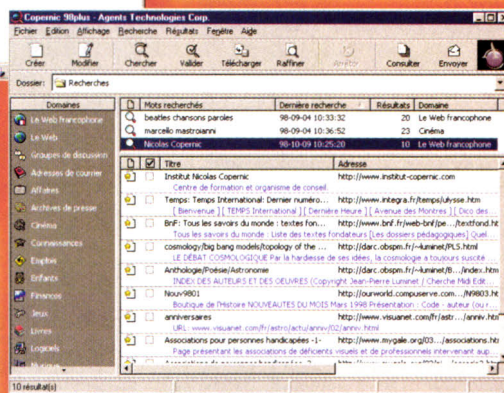 Copernic 98plus - Agents Technologies Corp.
Fichier Edition Affichage Recherche Résultats Fenêtre Aide
Créer Modifier Chercher Valider Télécharger Raffiner Arrêter Consulter Envoyer
Dossier: Recherches
Domaines
Le Web francophone
Le Web
Groupes de discussion
Adresses de courrier
Affaires
Archives de presse
Cinéma
Connaissances
Emplois
Enfants
Finances
Jeux
Livres
Logiciels
Mots recherchés Dernière recherche Résultats Domaine
beatles chansons paroles 98-09-04 10:33:32 20 Le Web francophone
marcello mastroianni 98-09-04 10:36:52 23 Cinéma
Nicolas Copernic 98-10-09 10:25:20 10 Le Web francophone
Titre Adresse
Institut Nicolas Copernic http://www.institut-copernic.com
Centre de formation et organisme de conseil.
Temps: Temps International: Dernier numéro... http://www.integra.fr/temps/ulysse.htm
[ Bienvenue ] [ TEMPS International ] [ Dernière Heure ] [ Avenue des Montres ] [ Dico des
BnF: Tous les savoirs du monde : textes fon... http://www.bnf.fr/web-bnf/pe.../textfond.ht
Tous les savoirs du monde : Liste des textes fondateurs [Les dossiers pédagogiques] Quel
cosmology/big bang models/topology of the ... http://darc.obspm.fr/~luminet/PLS.html
LE DÉBAT COSMOLOGIQUE Par la hardiesse de ses idées, la cosmologie a toujours suscité
Anthologie/Poésie/Astronomie http://darc.obspm.fr/~luminet/B.../index.htm
INDEX DES AUTEURS ET DES OEUVRES (Copyright Jean-Pierre Luminet / Cherche Midi Edit
Nouv9801 http://ourworld.compuserve.com.../N9803.ht
Boutique de l'Histoire NOUVEAUTES DU MOIS Mars 1998 Présentation : Code - auteur (ou r
anniversaires http://www.visuanet.com/fr/astr.../anniv.htm
URL: www.visuanet.com/fr/astro/actu/anniv/02/anniv.html
Associations pour personnes handicapées -1- http://www.mygale.org/03.../associations.ht
Page présentant les associations de déficients visuels et de professionnels intervenant aup
10 résultat(s)